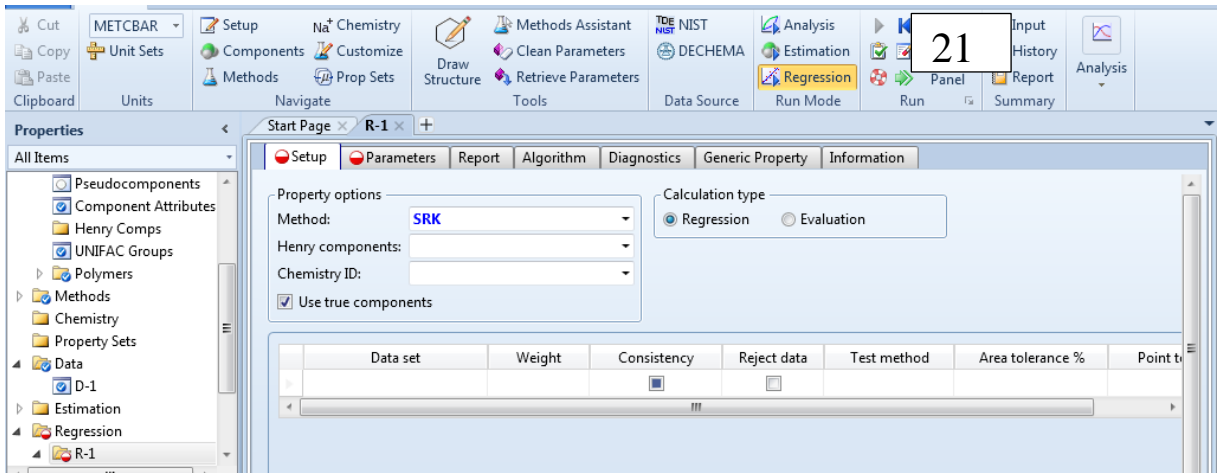 Cut METCBAR Setup Na+ Chemistry Methods Assistant TDE NIST NIST Analysis Input
Copy Unit Sets Components Customize Draw Structure Clean Parameters DECHEMA Estimation 21 History Analysis
Paste Methods Prop Sets Retrieve Parameters Regression Panel Report
Clipboard Units Navigate Tools Data Source Run Mode Run Summary
Properties < Start Page R-1 +
All Items Setup Parameters Report Algorithm Diagnostics Generic Property Information
Pseudocomponents Property options Calculation type
Component Attributes Method: SRK Regression Evaluation
Henry Comps Henry components:
UNIFAC Groups
Polymers Chemistry ID:
Methods Use true components
Chemistry
Property Sets
Data Data set Weight Consistency Reject data Test method Area tolerance % Point
D-1
Estimation
Regression
R-1